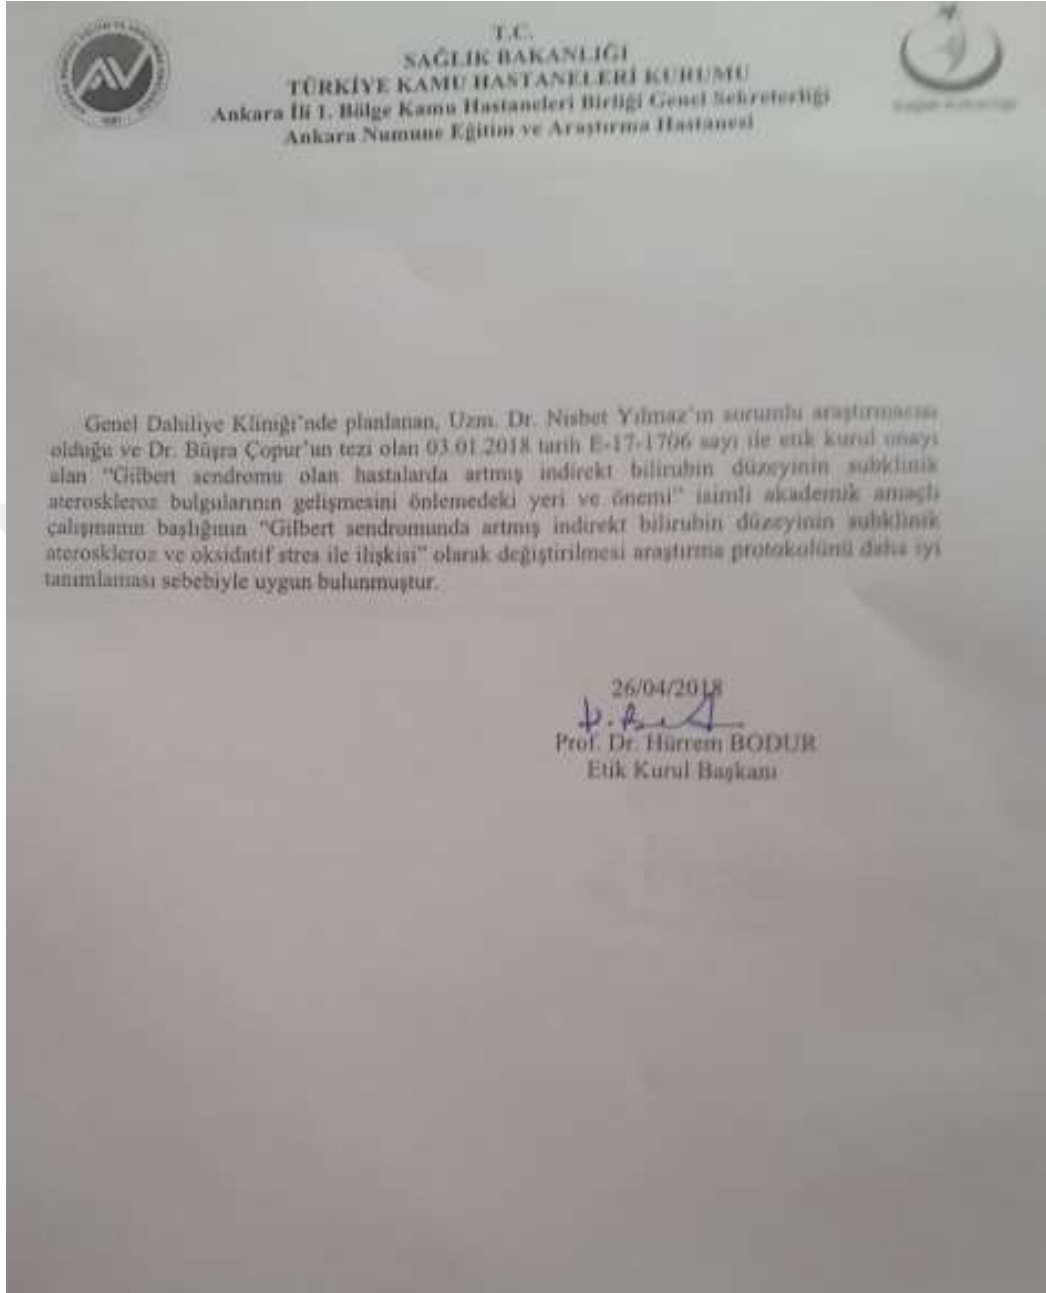 T.C.
SAĞLIK BAKANLIĞI
TÜRKİYE KAMU HASTANELERİ KURUMU
Ankara İli 1. Bölge Kamu Hastaneleri Birliği Genel Sekreterliği
Ankara Numune Eğitim ve Araştırma Hastanesi
Genel Dahiliye Kliniği'nde planlanan, Uzm. Dr. Nisbet Yılmaz'ın sorumlu araştırmacısı
olduğu ve Dr. Büşra Çopur'un tezi olan 03.01.2018 tarih E-17-1706 sayı ile etik kurul onayı
alan "Gilbert sendromu olan hastalarda artmış indirekt bilirubin düzeyinin subklinik
ateroskleroz bulgularının gelişmesini önlemedeki yeri ve önemi" isimli akademik amaçlı
çalışmanın başlığının "Gilbert sendromunda artmış indirekt bilirubin düzeyinin subklinik
ateroskleroz ve oksidatif stres ile ilişkisi" olarak değiştirilmesi araştırma protokolünü daha iyi
tanımlaması sebebiyle uygun bulunmuştur.
26/04/2018
Prof. Dr. Hürrem BODUR
Etik Kurul Başkanı